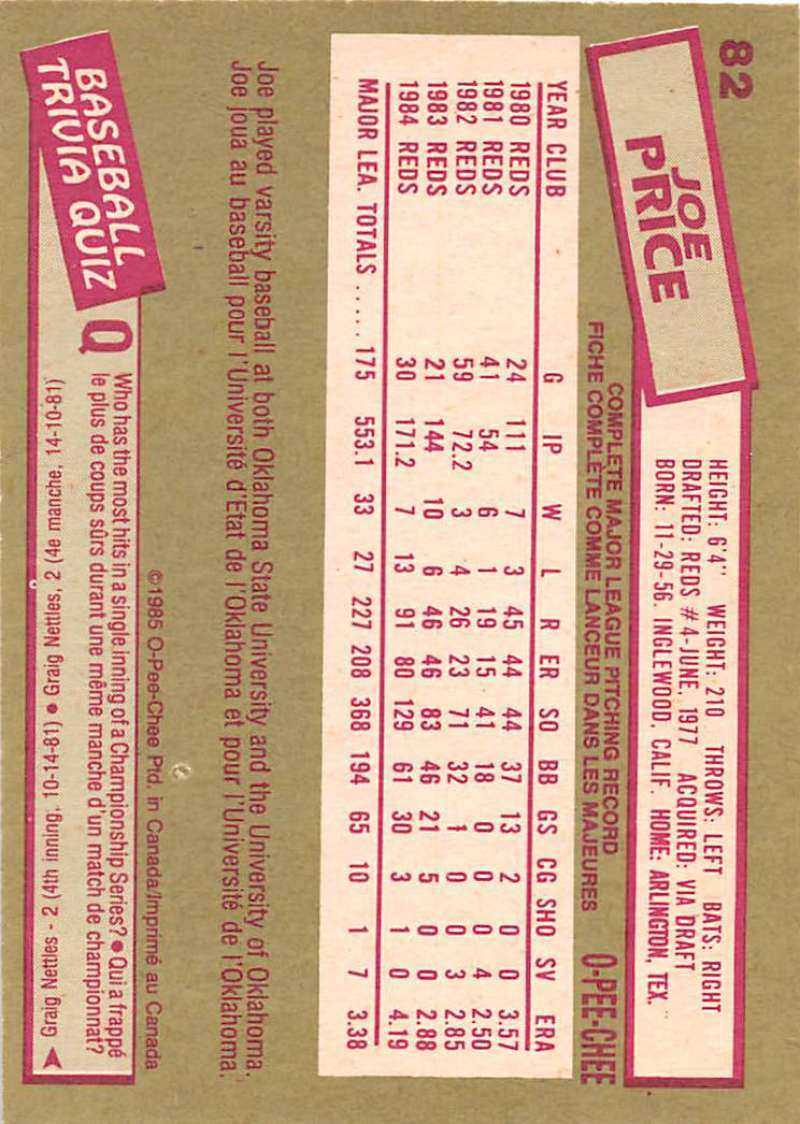 82
JOE
PRICE
HEIGHT: 6'4" WEIGHT: 210 THROWS: LEFT BATS: RIGHT
DRAFTED: REDS #4-JUNE, 1977 ACQUIRED: VIA DRAFT
BORN: 11-29-56, INGLEWOOD, CALIF. HOME: ARLINGTON, TEX.
COMPLETE MAJOR LEAGUE PITCHING RECORD
FICHE COMPLÈTE COMME LANCEUR DANS LES MAJEURES O-PEE-CHEE
YEAR CLUB G IP W L R ER SO BB GS CG SHO SV ERA
1980 REDS 24 111 7 3 45 44 44 37 13 2 0 0 3.57
1981 REDS 41 54 6 1 19 15 41 18 0 0 0 4 2.50
1982 REDS 59 72.2 3 4 26 23 71 32 1 0 0 3 2.85
1983 REDS 21 144 10 6 46 46 83 46 21 5 0 0 2.88
1984 REDS 30 171.2 7 13 91 80 129 61 30 3 1 0 4.19
MAJOR LEA. TOTALS ..... 175 553.1 33 27 227 208 368 194 65 10 1 7 3.38
Joe played varsity baseball at both Oklahoma State University and the University of Oklahoma.
Joe joua au baseball pour l'Université d'Etat de l'Oklahoma et pour l'Université de l'Oklahoma.
©1985 O-Pee-Chee Ptd. in Canada/Imprimé au Canada
BASEBALL
TRIVIA QUIZ
Q Who has the most hits in a single inning of a Championship Series? • Qui a frappé
le plus de coups sûrs durant une même manche d'un match de championnat?
Graig Nettles - 2 (4th inning, 10-14-81) • Graig Nettles, 2 (4e manche, 14-10-81)